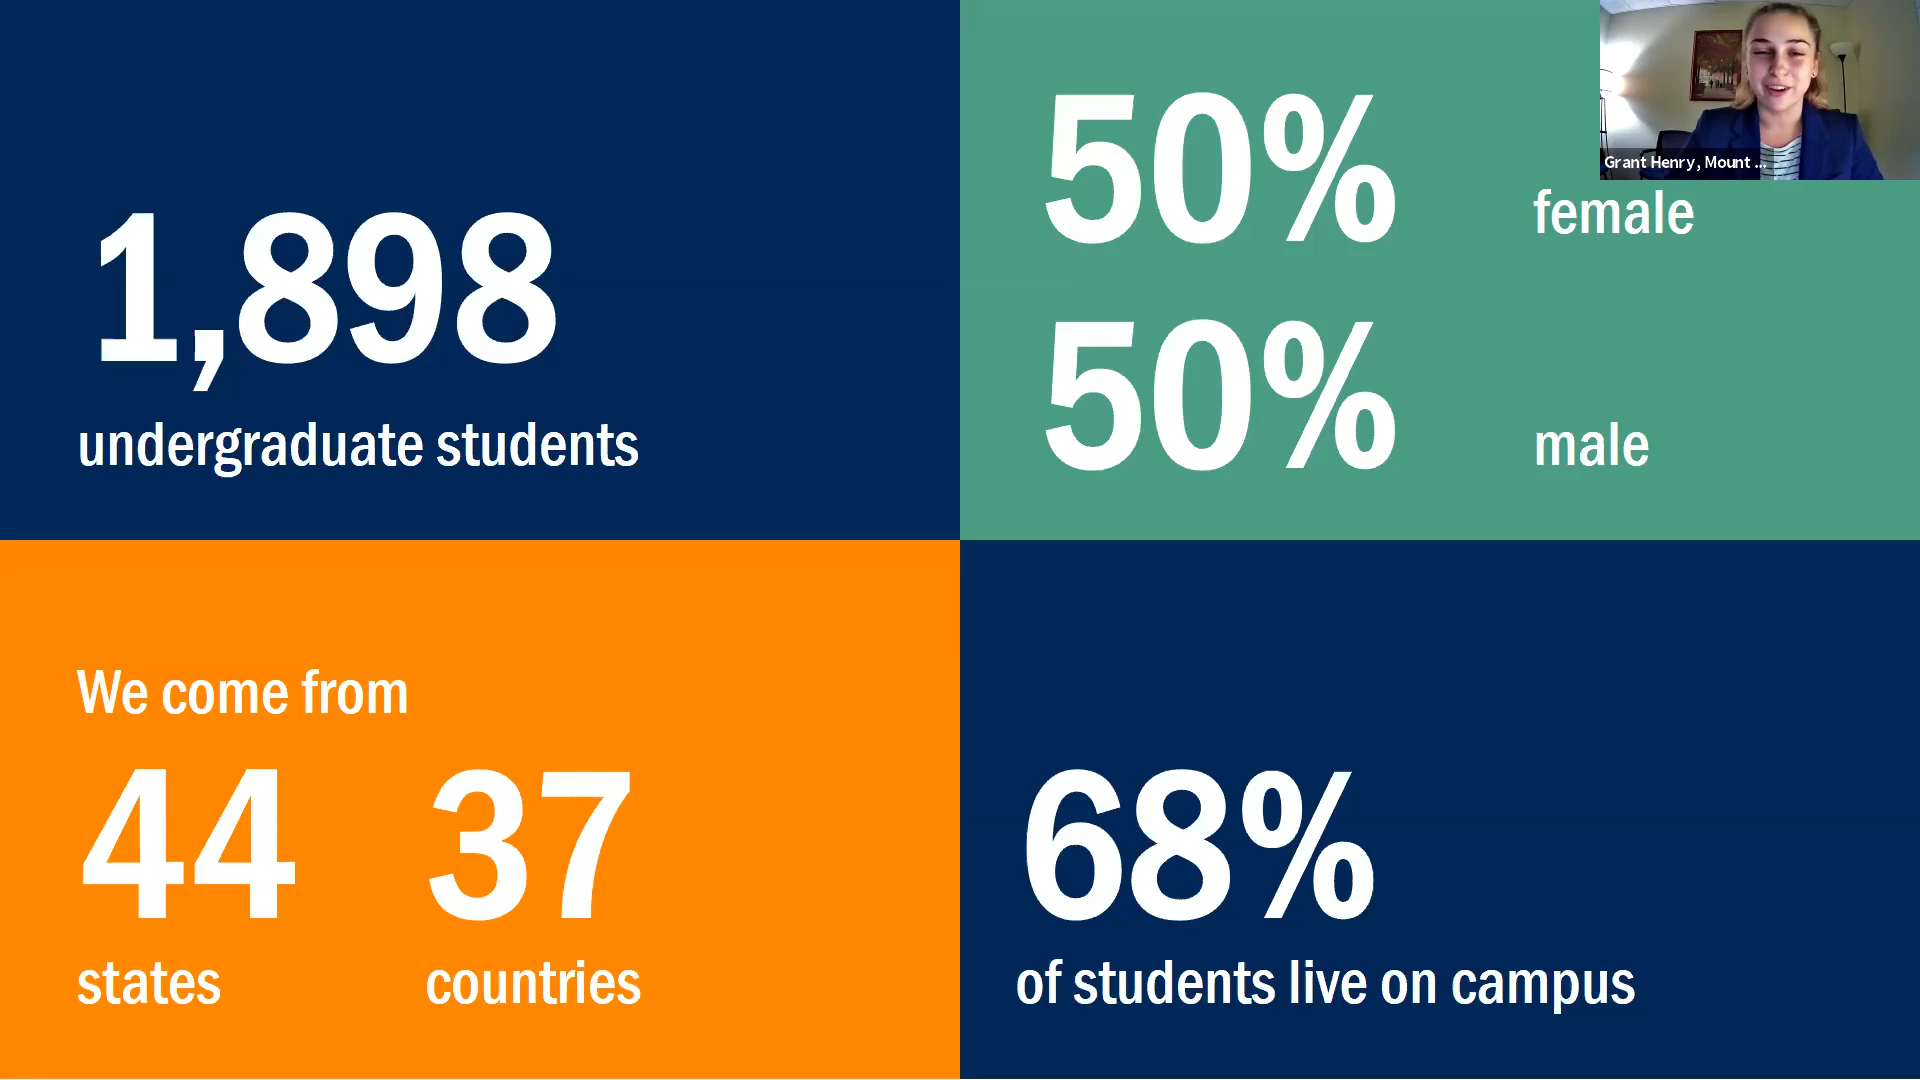 1,898
undergraduate students
50% female
50% male
Grant Henry, Mount ...
We come from
44 37
states countries
68%
of students live on campus